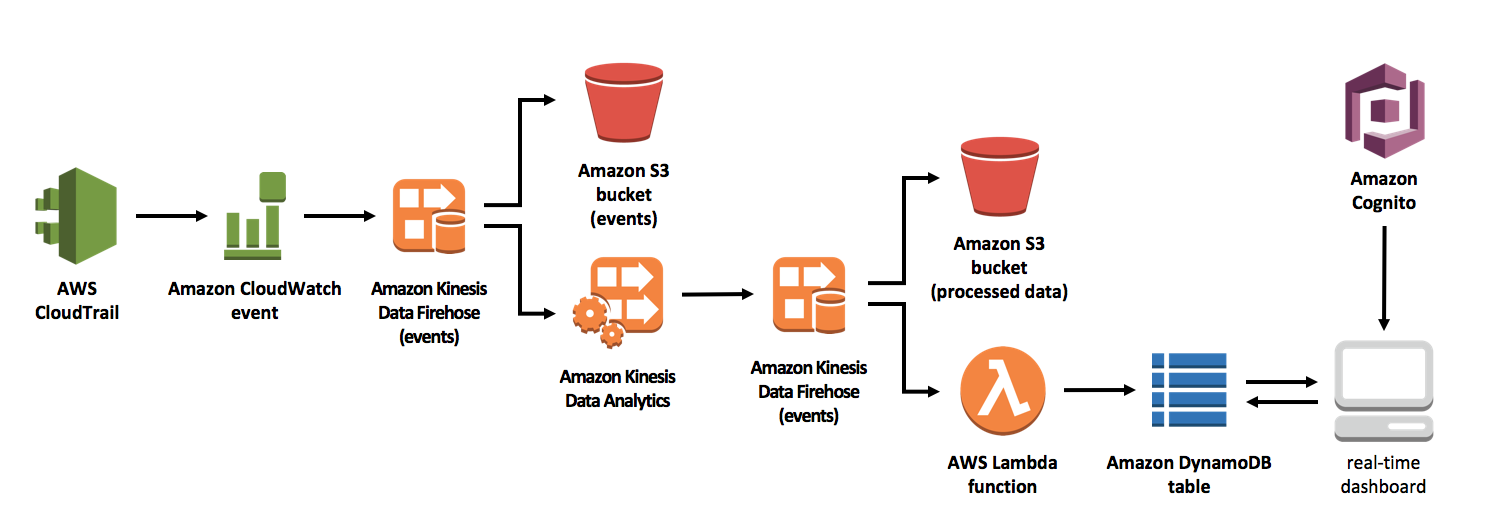 AWS
CloudTrail
Amazon CloudWatch
event
Amazon Kinesis
Data Firehose
(events)
Amazon S3
bucket
(events)
Amazon Kinesis
Data Analytics
Amazon Kinesis
Data Firehose
(events)
Amazon S3
bucket
(processed data)
AWS Lambda
function
Amazon DynamoDB
table
Amazon
Cognito
real-time
dashboard